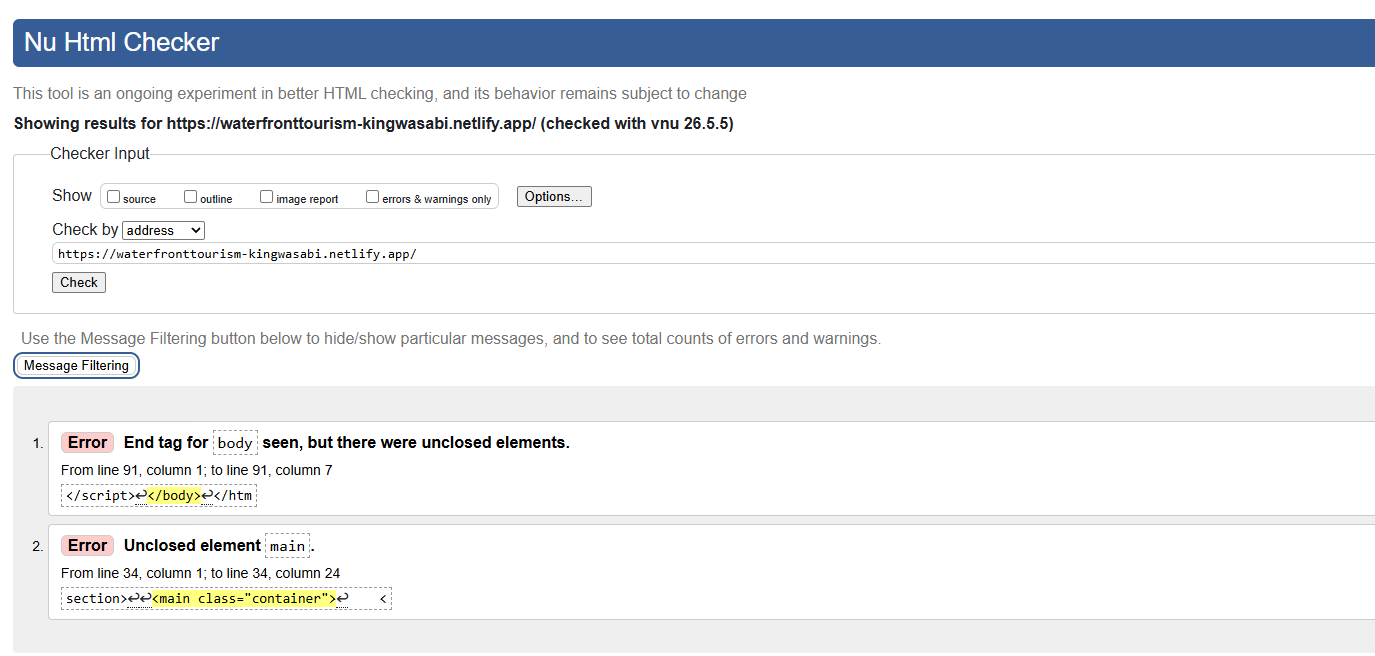 Nu Html Checker
This tool is an ongoing experiment in better HTML checking, and its behavior remains subject to change
Showing results for https://waterfronttourism-kingwasabi.netlify.app/ (checked with vnu 26.5.5)
Checker Input
Show source outline image report errors & warnings only Options...
Check by address
https://waterfronttourism-kingwasabi.netlify.app/
Check
Use the Message Filtering button below to hide/show particular messages, and to see total counts of errors and warnings.
Message Filtering
1. Error End tag for body seen, but there were unclosed elements.
From line 91, column 1; to line 91, column 7
</script>↩</body>↩</htm
2. Error Unclosed element main.
From line 34, column 1; to line 34, column 24
section>↩↩<main class="container">↩    <